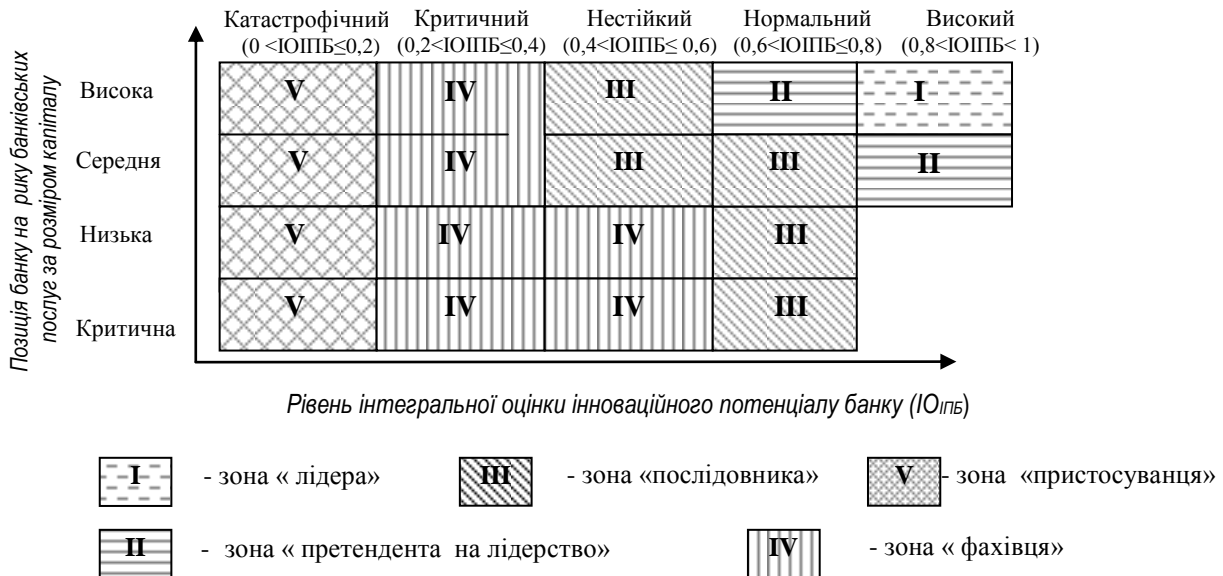 Катастрофічний Критичний Нестійкий Нормальний Високий
(0 <ІОІПБ≤0,2) (0,2<ІОІПБ≤0,4) (0,4<ІОІПБ≤ 0,6) (0,6<ІОІПБ≤0,8) (0,8<ІОІПБ< 1)
Позиція банку на рику банківських
послуг за розміром капіталу
Висока V IV III II I
Середня V IV III III II
Низька V IV IV III
Критична V IV IV III
Рівень інтегральної оцінки інноваційного потенціалу банку (ІОІПБ)
I - зона « лідера» III - зона «послідовника» V - зона «пристосуванця»
II - зона « претендента на лідерство» IV - зона « фахівця»